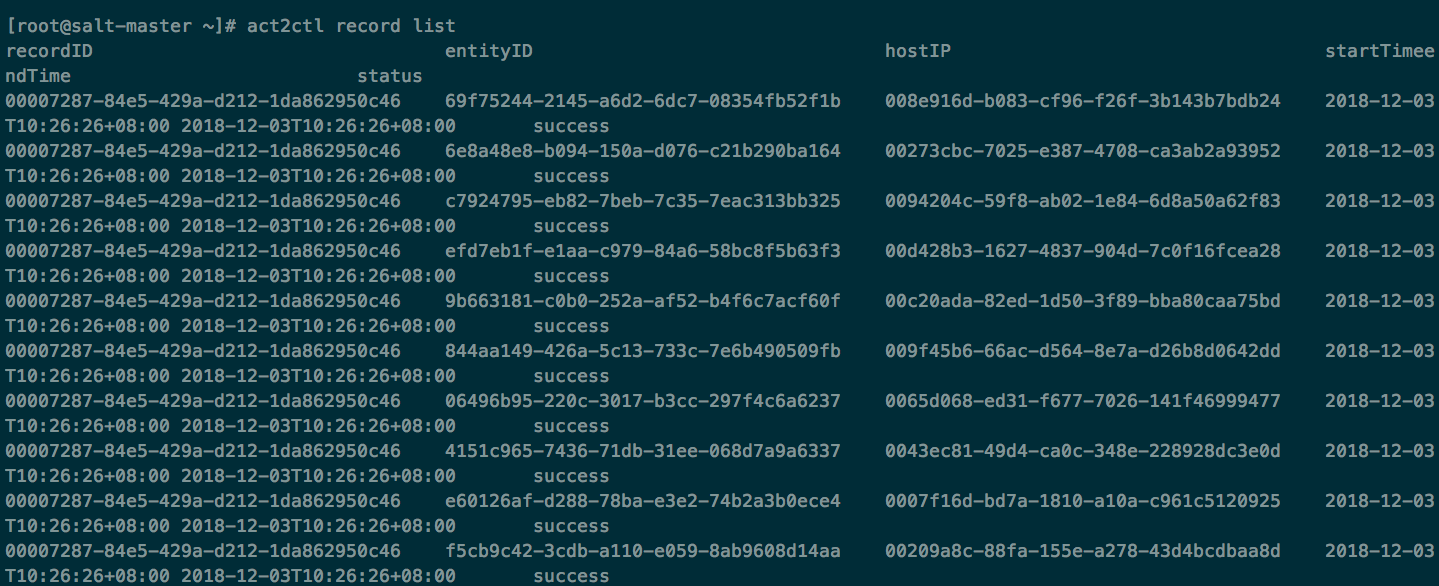 [root@salt-master ~]# act2ctl record list
recordID                                entityID                                hostIP                                  startTimee
ndTime                          status
00007287-84e5-429a-d212-1da862950c46    69f75244-2145-a6d2-6dc7-08354fb52f1b    008e916d-b083-cf96-f26f-3b143b7bdb24    2018-12-03
T10:26:26+08:00 2018-12-03T10:26:26+08:00       success
00007287-84e5-429a-d212-1da862950c46    6e8a48e8-b094-150a-d076-c21b290ba164    00273cbc-7025-e387-4708-ca3ab2a93952    2018-12-03
T10:26:26+08:00 2018-12-03T10:26:26+08:00       success
00007287-84e5-429a-d212-1da862950c46    c7924795-eb82-7beb-7c35-7eac313bb325    0094204c-59f8-ab02-1e84-6d8a50a62f83    2018-12-03
T10:26:26+08:00 2018-12-03T10:26:26+08:00       success
00007287-84e5-429a-d212-1da862950c46    efd7eb1f-e1aa-c979-84a6-58bc8f5b63f3    00d428b3-1627-4837-904d-7c0f16fcea28    2018-12-03
T10:26:26+08:00 2018-12-03T10:26:26+08:00       success
00007287-84e5-429a-d212-1da862950c46    9b663181-c0b0-252a-af52-b4f6c7acf60f    00c20ada-82ed-1d50-3f89-bba80caa75bd    2018-12-03
T10:26:26+08:00 2018-12-03T10:26:26+08:00       success
00007287-84e5-429a-d212-1da862950c46    844aa149-426a-5c13-733c-7e6b490509fb    009f45b6-66ac-d564-8e7a-d26b8d0642dd    2018-12-03
T10:26:26+08:00 2018-12-03T10:26:26+08:00       success
00007287-84e5-429a-d212-1da862950c46    06496b95-220c-3017-b3cc-297f4c6a6237    0065d068-ed31-f677-7026-141f46999477    2018-12-03
T10:26:26+08:00 2018-12-03T10:26:26+08:00       success
00007287-84e5-429a-d212-1da862950c46    4151c965-7436-71db-31ee-068d7a9a6337    0043ec81-49d4-ca0c-348e-228928dc3e0d    2018-12-03
T10:26:26+08:00 2018-12-03T10:26:26+08:00       success
00007287-84e5-429a-d212-1da862950c46    e60126af-d288-78ba-e3e2-74b2a3b0ece4    0007f16d-bd7a-1810-a10a-c961c5120925    2018-12-03
T10:26:26+08:00 2018-12-03T10:26:26+08:00       success
00007287-84e5-429a-d212-1da862950c46    f5cb9c42-3cdb-a110-e059-8ab9608d14aa    00209a8c-88fa-155e-a278-43d4bcdbaa8d    2018-12-03
T10:26:26+08:00 2018-12-03T10:26:26+08:00       success